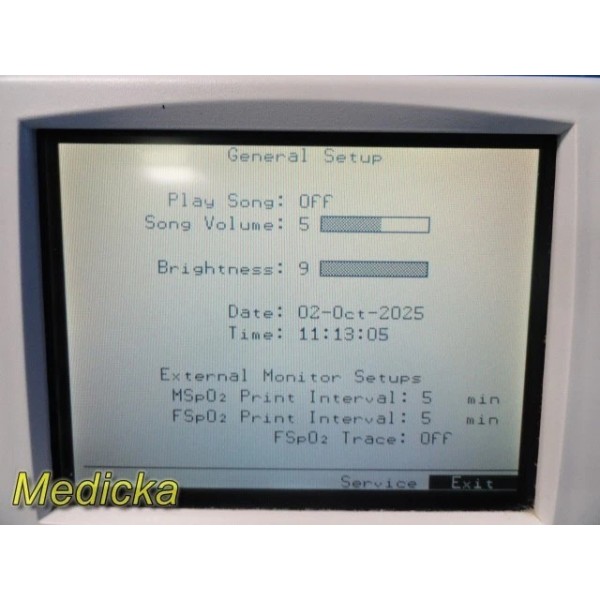 General Setup
Play Song: OFF
Song Volume: 5
Brightness: 9
Date: 02-Oct-2025
Time: 11:13:05
External Monitor Setups
MSpO₂ Print Interval: 5 min
FSpO₂ Print Interval: 5 min
FSpO₂ Trace: OFF
Service Exit
Medicka